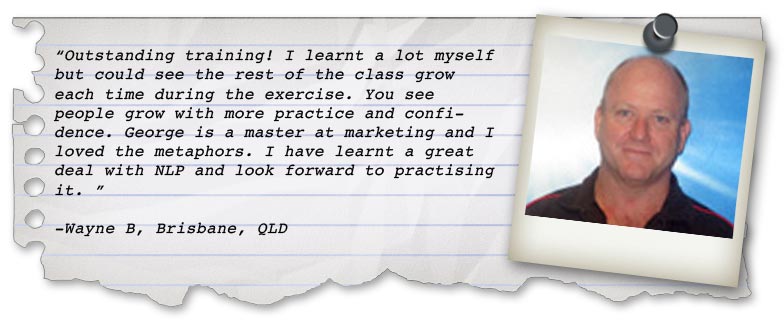 “Outstanding training! I learnt a lot myself
but could see the rest of the class grow
each time during the exercise. You see
people grow with more practice and confi-
dence. George is a master at marketing and I
loved the metaphors. I have learnt a great
deal with NLP and look forward to practising
it. ”
-Wayne B, Brisbane, QLD